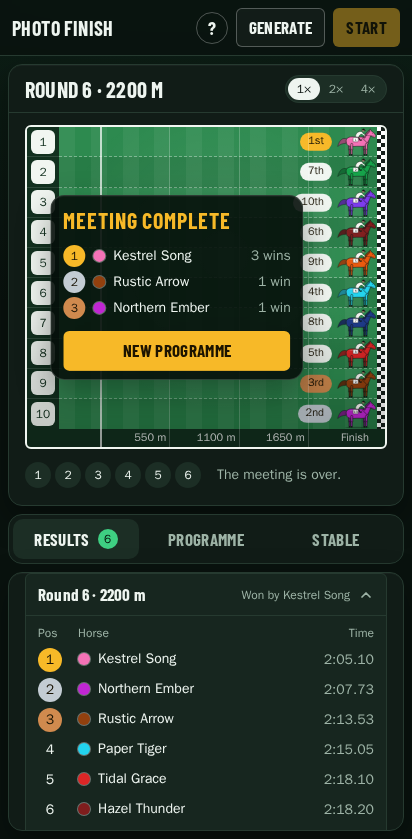 PHOTO FINISH
?
GENERATE
START
ROUND 6 · 2200 M
1×
2×
4×
1
1st
2
7th
3
10th
4
6th
5
9th
6
4th
7
8th
8
5th
9
3rd
10
2nd
MEETING COMPLETE
1 Kestrel Song 3 wins
2 Rustic Arrow 1 win
3 Northern Ember 1 win
NEW PROGRAMME
550 m 1100 m 1650 m Finish
1 2 3 4 5 6 The meeting is over.
RESULTS 6 PROGRAMME STABLE
Round 6 · 2200 m Won by Kestrel Song
Pos Horse Time
1 Kestrel Song 2:05.10
2 Northern Ember 2:07.73
3 Rustic Arrow 2:13.53
4 Paper Tiger 2:15.05
5 Tidal Grace 2:18.10
6 Hazel Thunder 2:18.20